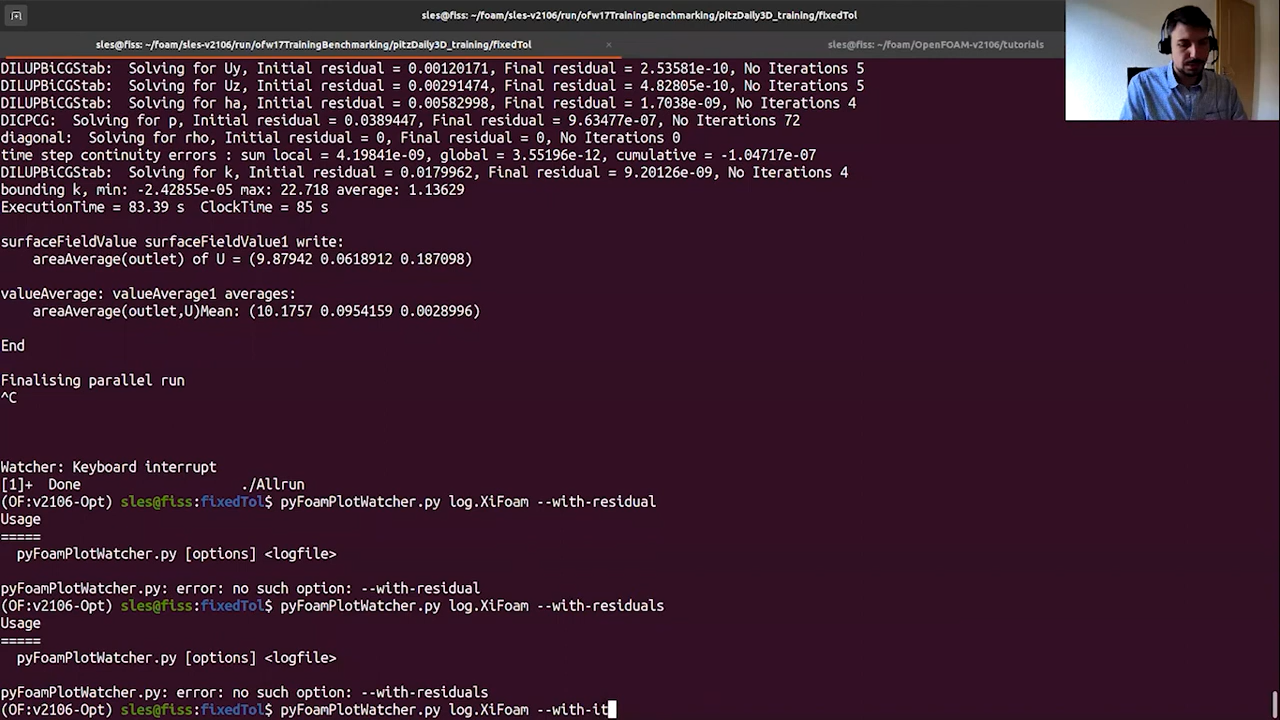 sles@fiss: ~/foam/sles-v2106/run/ofw17TrainingBenchmarking/pitzDaily3D_training/fixedTol
sles@fiss: ~/foam/sles-v2106/run/ofw17TrainingBenchmarking/pitzDaily3D_training/fixedTol × sles@fiss: ~/foam/OpenFOAM-v2106/tutorials
DILUPBiCGStab:  Solving for Uy, Initial residual = 0.00120171, Final residual = 2.53581e-10, No Iterations 5
DILUPBiCGStab:  Solving for Uz, Initial residual = 0.00291474, Final residual = 4.82805e-10, No Iterations 5
DILUPBiCGStab:  Solving for ha, Initial residual = 0.00582998, Final residual = 1.7038e-09, No Iterations 4
DICPCG:  Solving for p, Initial residual = 0.0389447, Final residual = 9.63477e-07, No Iterations 72
diagonal:  Solving for rho, Initial residual = 0, Final residual = 0, No Iterations 0
time step continuity errors : sum local = 4.19841e-09, global = 3.55196e-12, cumulative = -1.04717e-07
DILUPBiCGStab:  Solving for k, Initial residual = 0.0179962, Final residual = 9.20126e-09, No Iterations 4
bounding k, min: -2.42855e-05 max: 22.718 average: 1.13629
ExecutionTime = 83.39 s  ClockTime = 85 s
surfaceFieldValue surfaceFieldValue1 write:
areaAverage(outlet) of U = (9.87942 0.0618912 0.187098)
valueAverage: valueAverage1 averages:
areaAverage(outlet,U)Mean: (10.1757 0.0954159 0.0028996)
End
Finalising parallel run
^C
Watcher: Keyboard interrupt
[1]+  Done                    ./Allrun
(OF:v2106-Opt) sles@fiss:fixedTol$ pyFoamPlotWatcher.py log.XiFoam --with-residual
Usage
=====
pyFoamPlotWatcher.py [options] <logfile>
pyFoamPlotWatcher.py: error: no such option: --with-residual
(OF:v2106-Opt) sles@fiss:fixedTol$ pyFoamPlotWatcher.py log.XiFoam --with-residuals
Usage
=====
pyFoamPlotWatcher.py [options] <logfile>
pyFoamPlotWatcher.py: error: no such option: --with-residuals
(OF:v2106-Opt) sles@fiss:fixedTol$ pyFoamPlotWatcher.py log.XiFoam --with-it